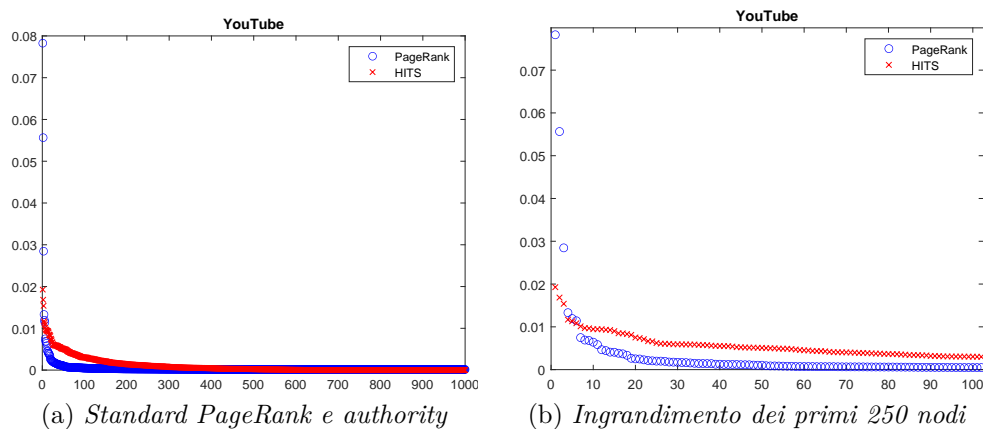 YouTube
0.08
0.07
0.06
0.05
0.04
0.03
0.02
0.01
0
0 100 200 300 400 500 600 700 800 900 1000
PageRank
HITS
(a) Standard PageRank e authority
YouTube
0.07
0.06
0.05
0.04
0.03
0.02
0.01
0
0 10 20 30 40 50 60 70 80 90 100
PageRank
HITS
(b) Ingrandimento dei primi 250 nodi